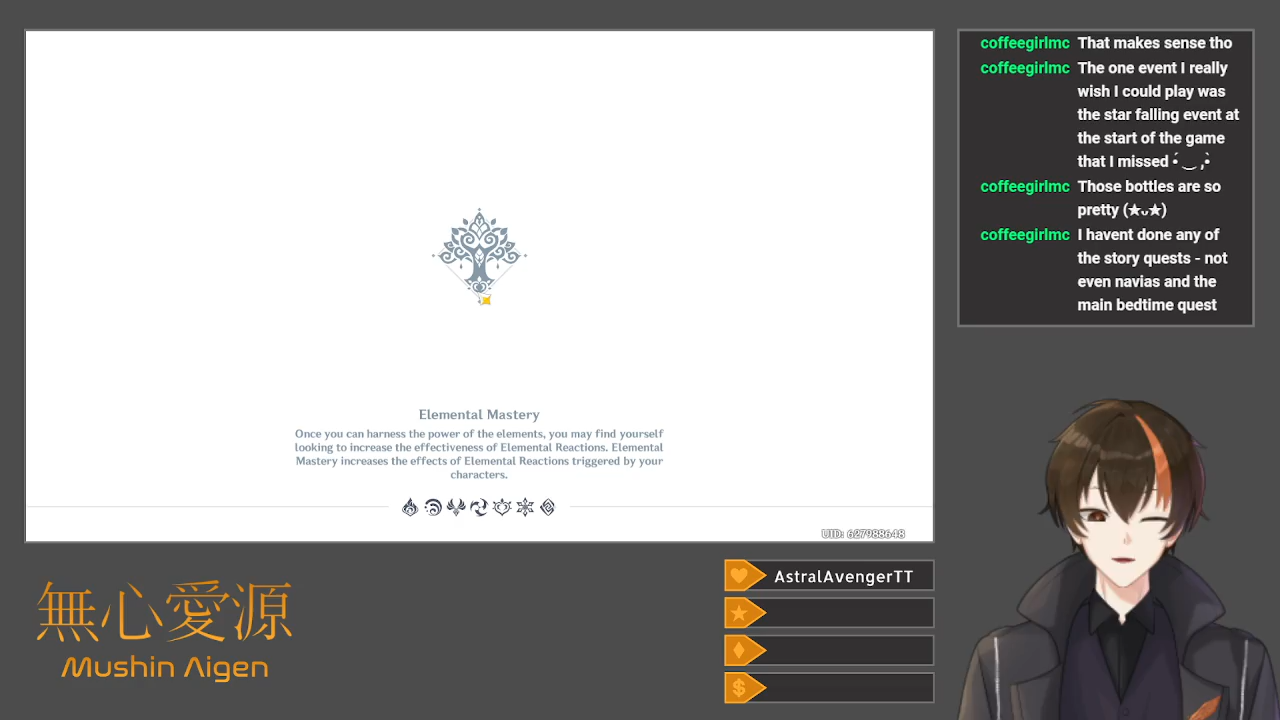 coffeegirlmc That makes sense tho
coffeegirlmc The one event I really
wish I could play was
the star falling event at
the start of the game
that I missed •́ ‿ ,•̀
coffeegirlmc Those bottles are so
pretty (★ᴗ★)
coffeegirlmc I havent done any of
the story quests - not
even navias and the
main bedtime quest
Elemental Mastery
Once you can harness the power of the elements, you may find yourself
looking to increase the effectiveness of Elemental Reactions. Elemental
Mastery increases the effects of Elemental Reactions triggered by your
characters.
UID: 627988648
AstralAvengerTT
無心愛源
Mushin Aigen